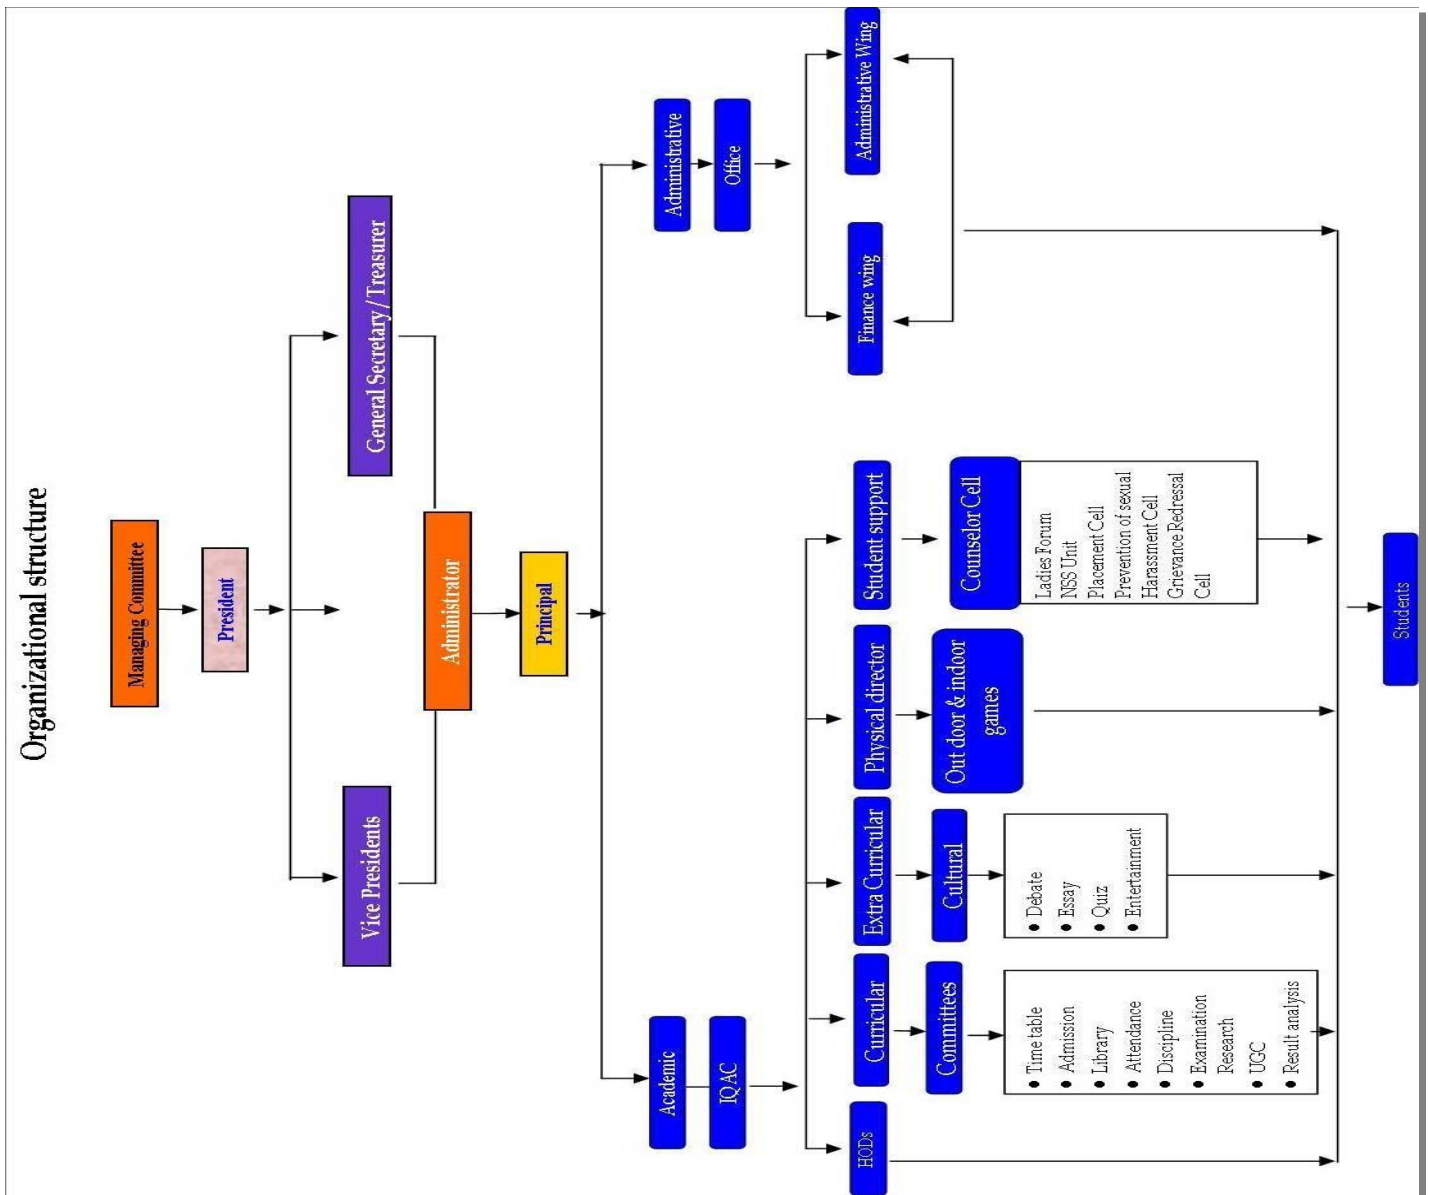 Organizational structure
Managing Committee
President
Vice Presidents
General Secretary / Treasurer
Administrator
Principal
Academic
IQ AC
Administrative
Office
HODs
Curricular
Extra Curricular
Physical director
Student support
Finance wing
Administrative Wing
Committees
Cultural
Out door & indoor
games
Counselor Cell
• Time table
• Admission
• Library
• Attendance
• Discipline
• Examination
Research
• UGC
• Result analysis
• Debate
• Essay
• Quiz
• Entertainment
Ladies Forum
NSS Unit
Placement Cell
Prevention of sexual
Harassment Cell
Grievance Redressal
Cell
Students